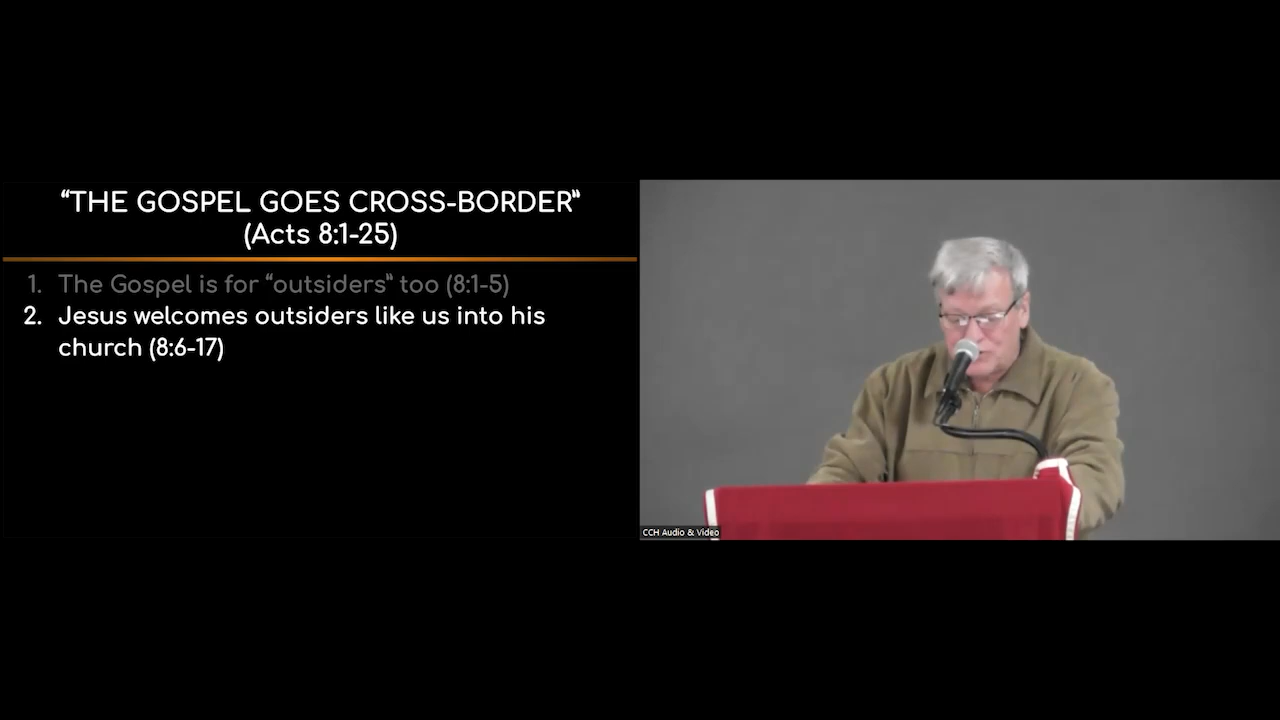 “THE GOSPEL GOES CROSS-BORDER”
(Acts 8:1-25)
1. The Gospel is for “outsiders” too (8:1-5)
2. Jesus welcomes outsiders like us into his
church (8:6-17)
CCH Audio & Video